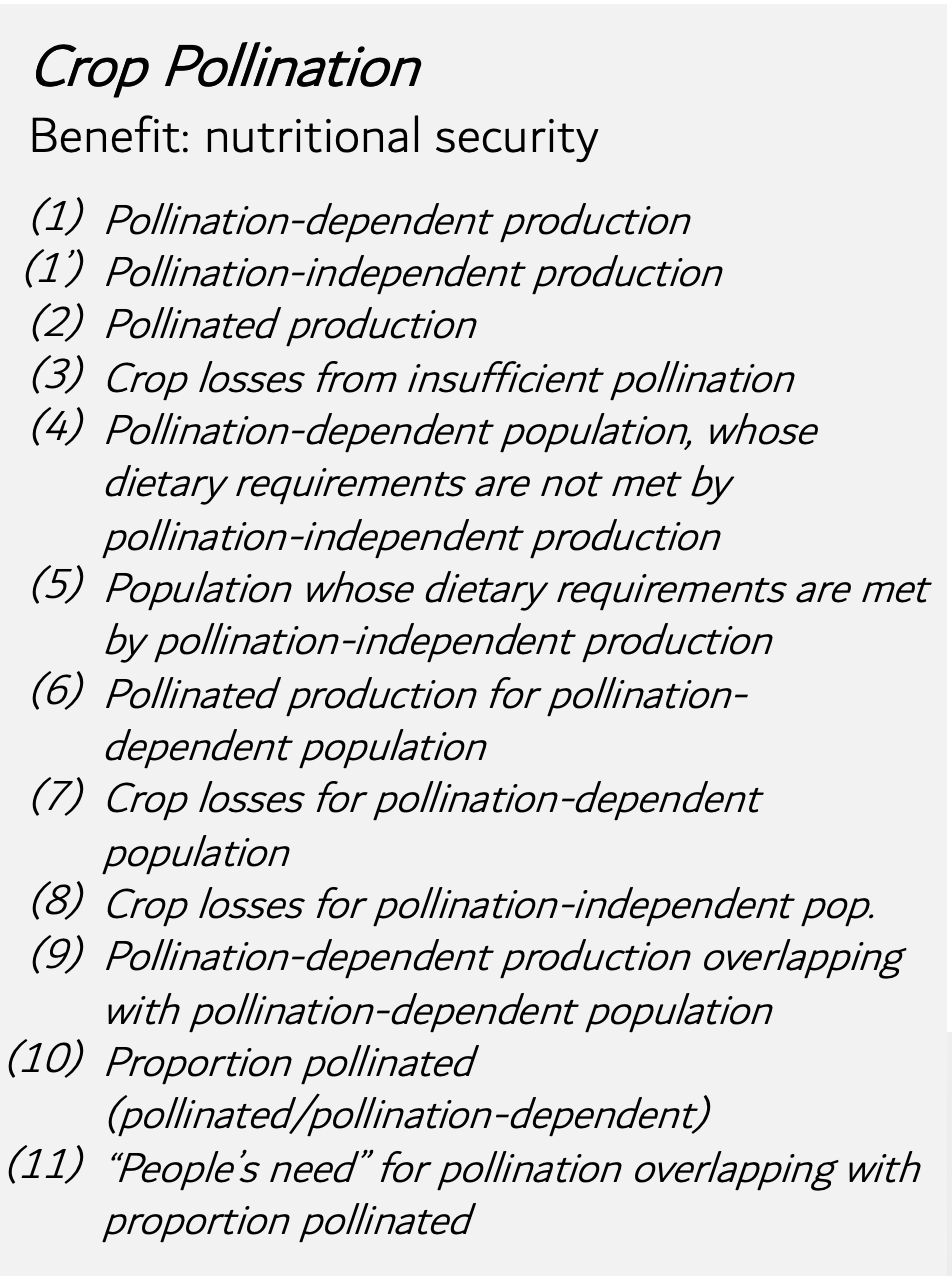 Crop Pollination
Benefit: nutritional security
(1) Pollination-dependent production
(1’) Pollination-independent production
(2) Pollinated production
(3) Crop losses from insufficient pollination
(4) Pollination-dependent population, whose
dietary requirements are not met by
pollination-independent production
(5) Population whose dietary requirements are met
by pollination-independent production
(6) Pollinated production for pollination-
dependent population
(7) Crop losses for pollination-dependent
population
(8) Crop losses for pollination-independent pop.
(9) Pollination-dependent production overlapping
with pollination-dependent population
(10) Proportion pollinated
(pollinated/pollination-dependent)
(11) “People’s need” for pollination overlapping with
proportion pollinated